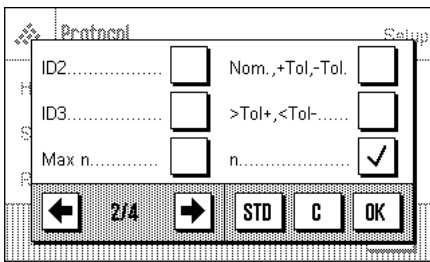 Protocol Setup
ID2.................. Nom.,+Tol,-Tol.
ID3.................. >Tol+,<Tol-......
Max n............. n.....................
2/4 STD C OK